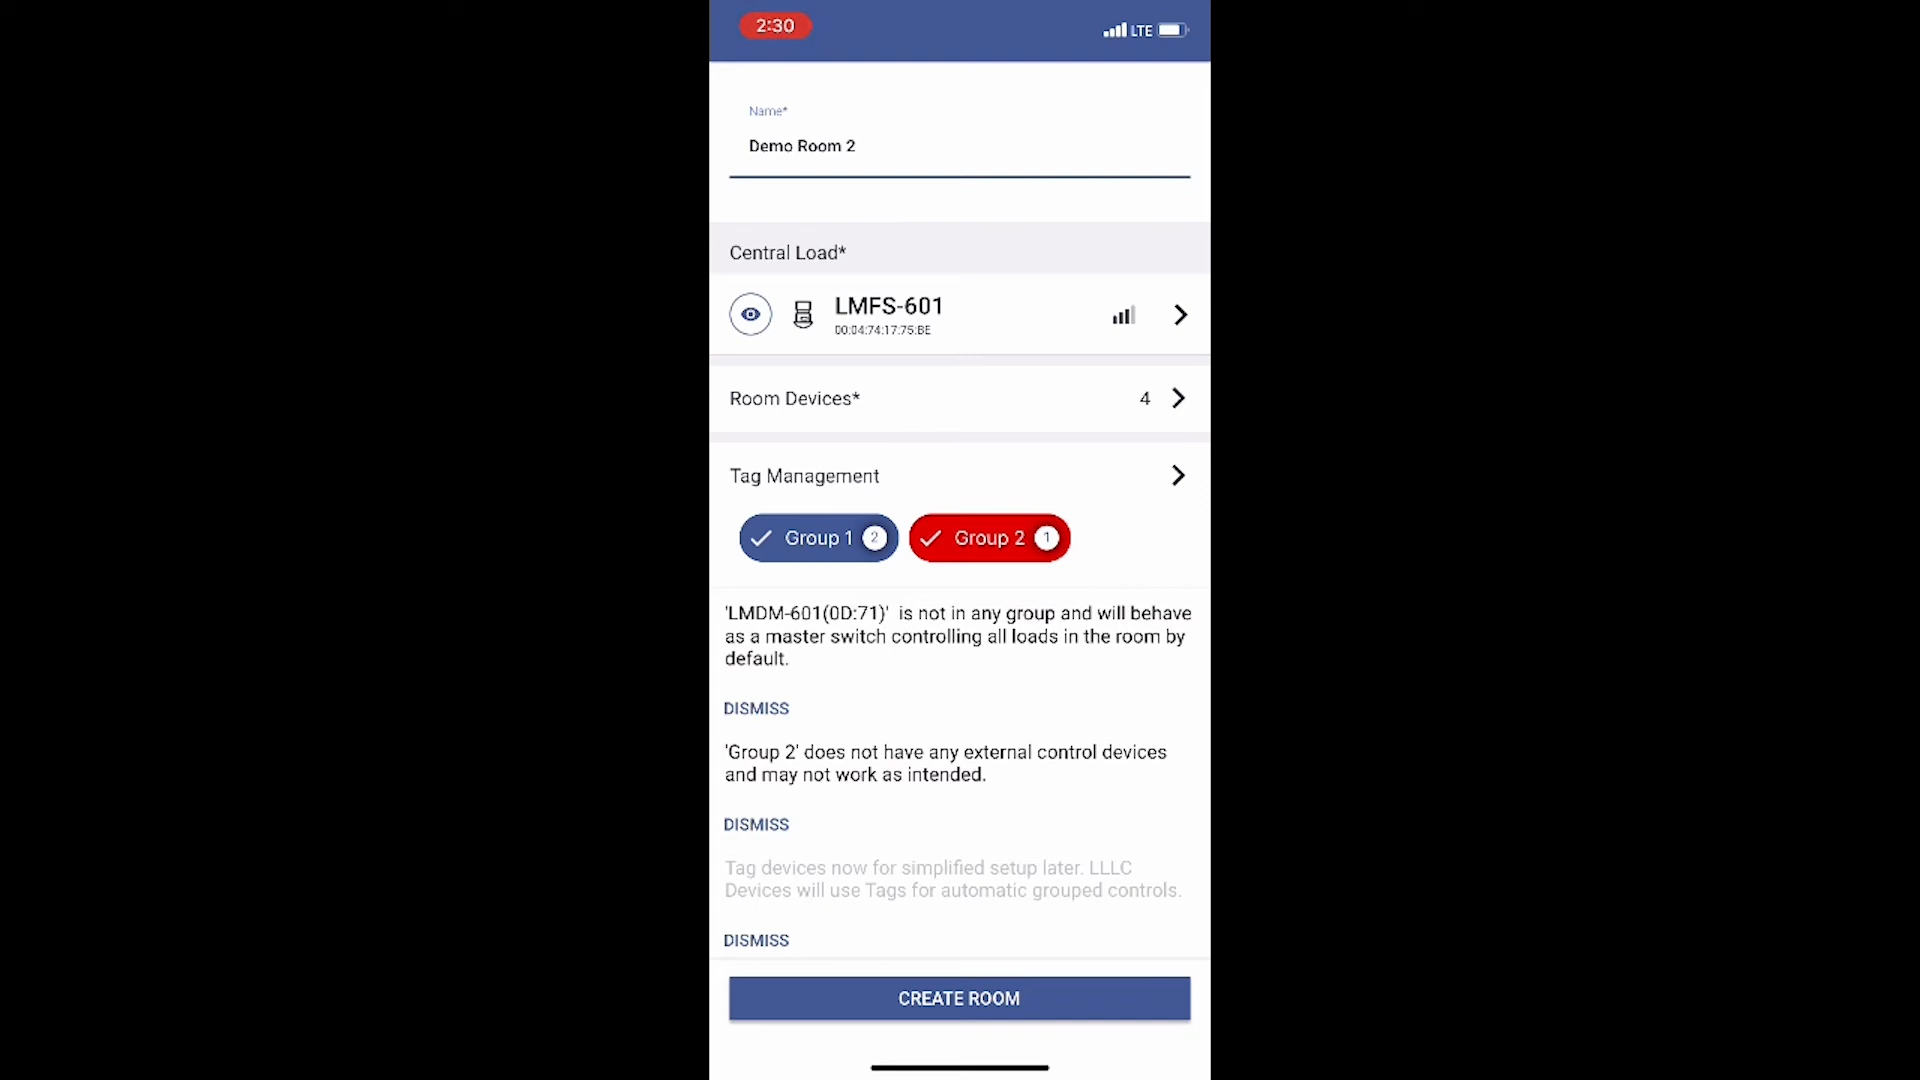 2:30
LTE
Name*
Demo Room 2
Central Load*
LMFS-601
00:04:74:17:75:BE
Room Devices*
4
Tag Management
Group 1 2
Group 2 1
'LMDM-601(0D:71)' is not in any group and will behave
as a master switch controlling all loads in the room by
default.
DISMISS
'Group 2' does not have any external control devices
and may not work as intended.
DISMISS
Tag devices now for simplified setup later. LLLC
Devices will use Tags for automatic grouped controls.
DISMISS
CREATE ROOM